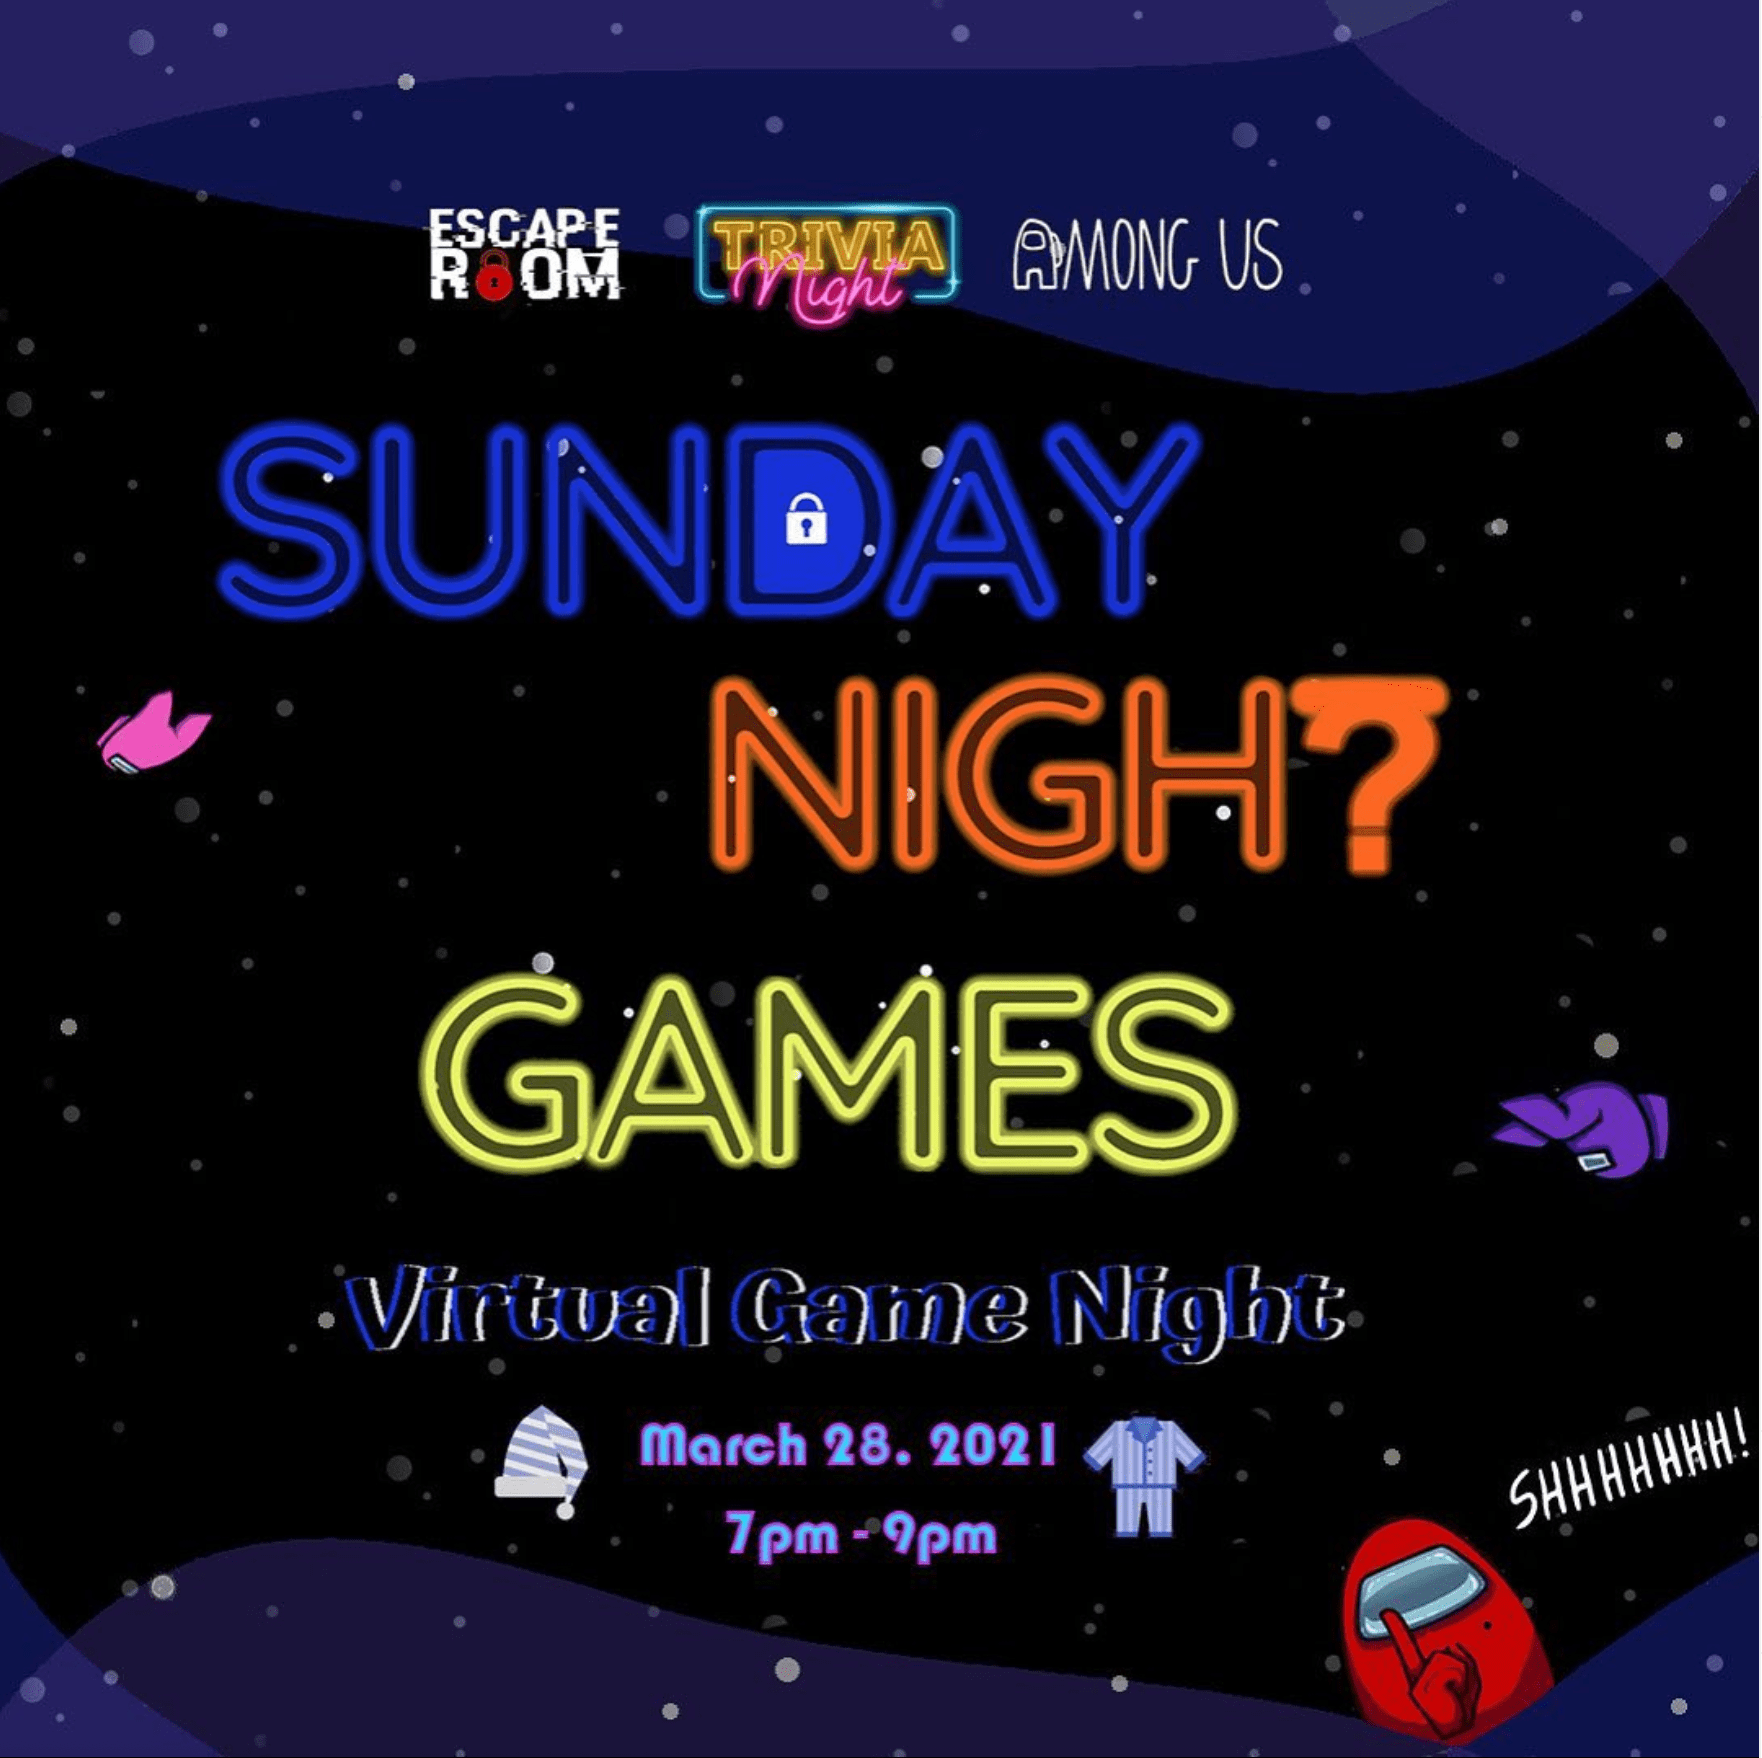 ESCAPE
ROOM
TRIVIA
Night
AMONG US
SUNDAY
NIGH?
GAMES
Virtual Game Night
March 28. 2021
7pm - 9pm
SHHHHHHH!